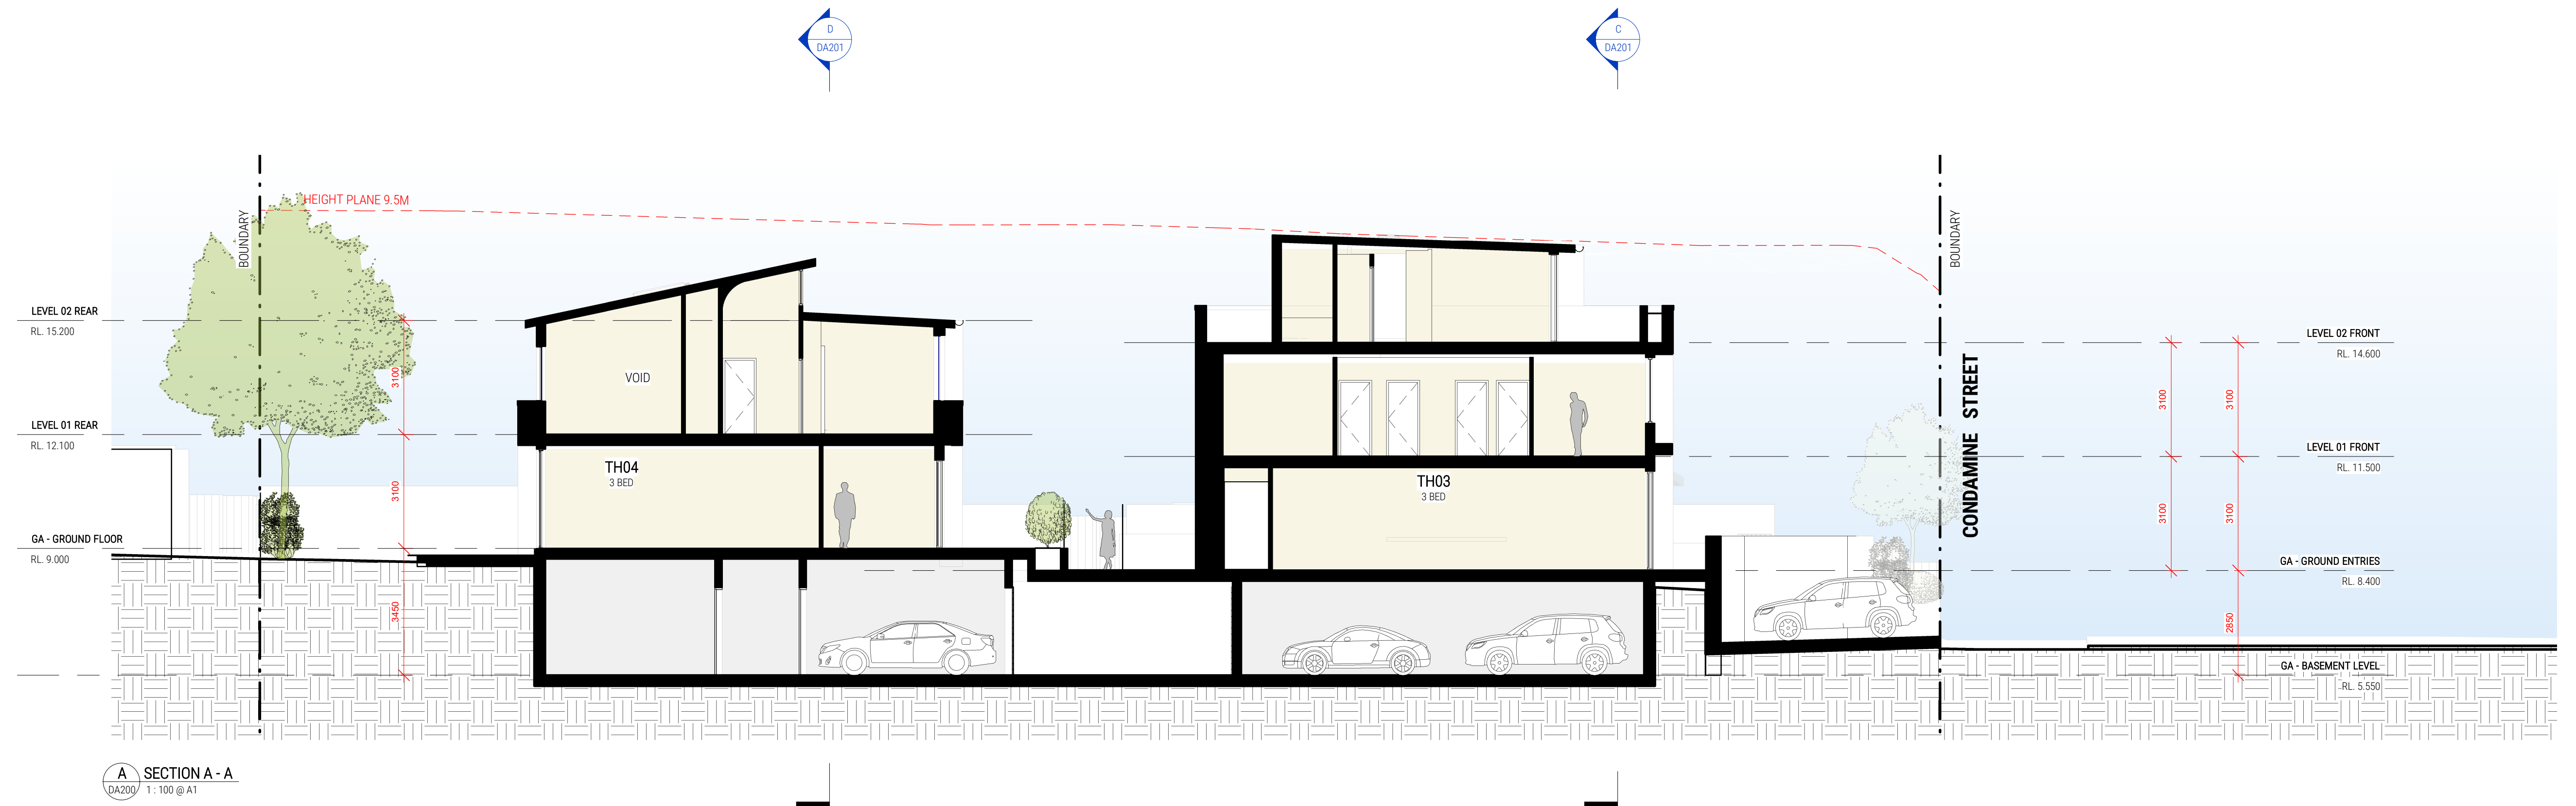 D
DA201
C
DA201
HEIGHT PLANE 9.5M
BOUNDARY
BOUNDARY
LEVEL 02 REAR
RL. 15.200
LEVEL 01 REAR
RL. 12.100
GA - GROUND FLOOR
RL. 9.000
3100
3100
3450
VOID
TH04
3 BED
TH03
3 BED
CONDAMINE STREET
3100
3100
3100
3100
2850
LEVEL 02 FRONT
RL. 14.600
LEVEL 01 FRONT
RL. 11.500
GA - GROUND ENTRIES
RL. 8.400
GA - BASEMENT LEVEL
RL. 5.550
A
DA200
SECTION A - A
1 : 100 @ A1